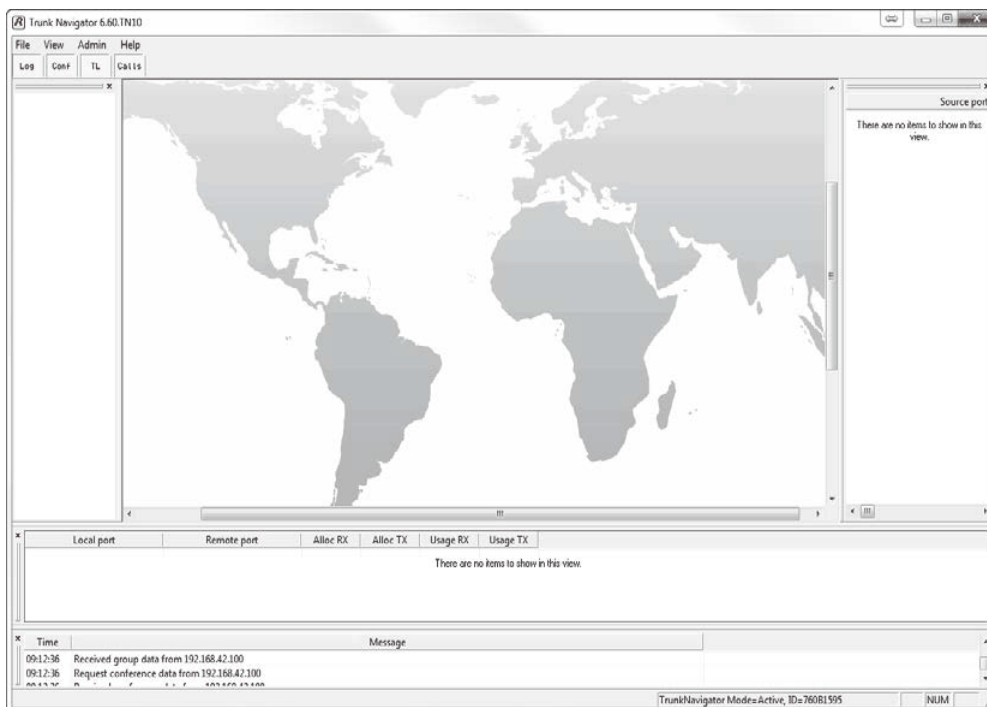 Trunk Navigator 6.60.TN10
File View Admin Help
Log Conf TL Calls
Source port
There are no items to show in this
view.
Local port Remote port Alloc RX Alloc TX Usage RX Usage TX
There are no items to show in this view.
Time Message
09:12:36 Received group data from 192.168.42.100
09:12:36 Request conference data from 192.168.42.100
TrunkNavigator Mode=Active, ID=760B1595 NUM